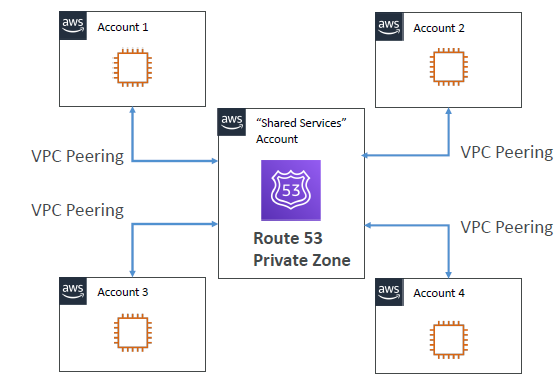 aws
Account 1
aws
Account 2
VPC Peering
aws
“Shared Services”
Account
VPC Peering
53
Route 53
Private Zone
VPC Peering
VPC Peering
aws
Account 3
aws
Account 4